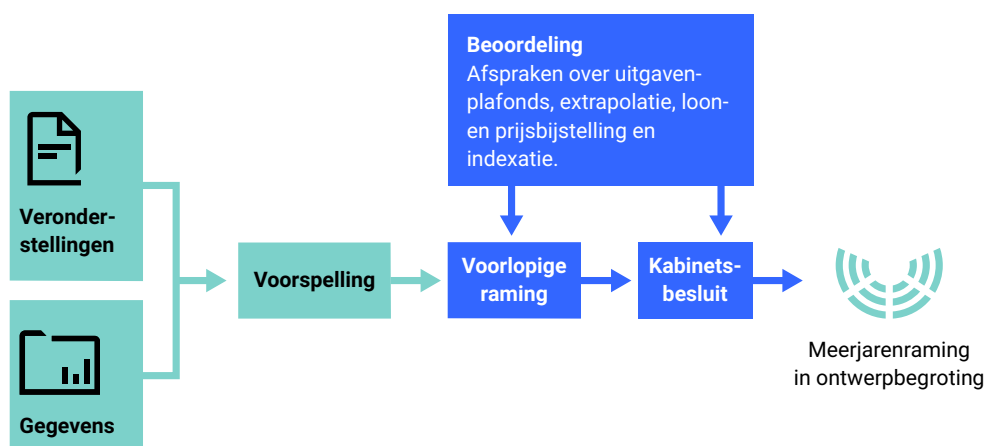 Beoordeling
Afspraken over uitgaven-
plafonds, extrapolatie, loon-
en prijsbijstelling en
indexatie.
Veronder-
stellingen
Gegevens
Voorspelling
Voorlopige
raming
Kabinets-
besluit
Meerjarenraming
in ontwerpbegroting